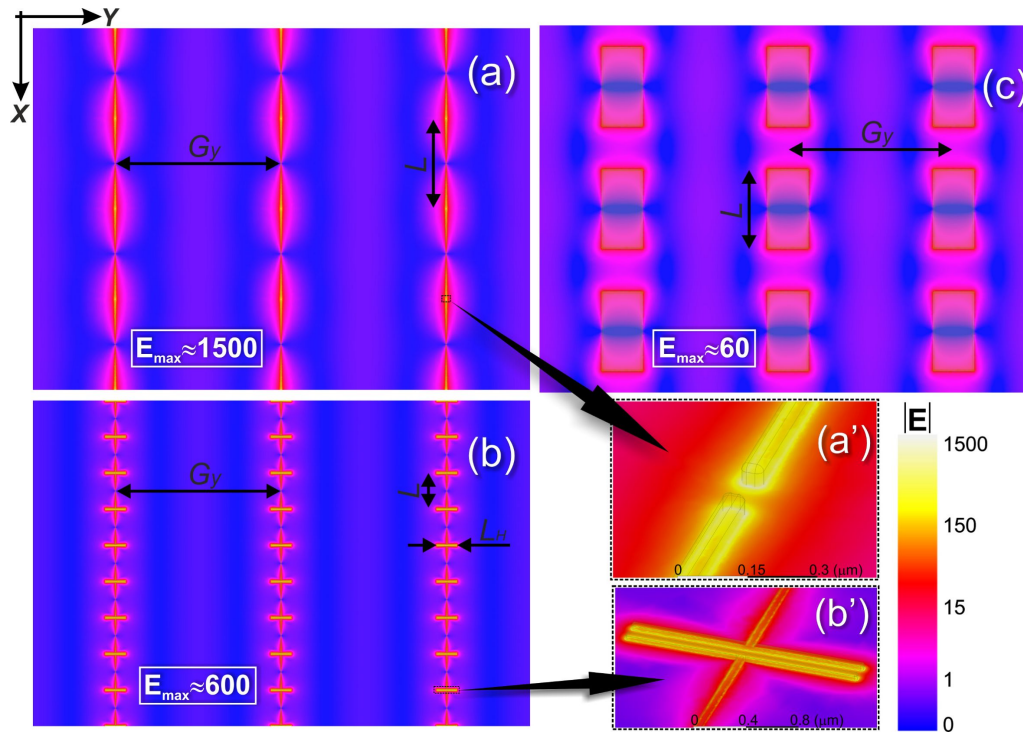 Y
X
(a)
Gy
L
Emax≈1500
(c)
Gy
L
Emax≈60
(b)
Gy
L
LH
Emax≈600
(a’)
0 0.15 0.3 (μm)
(b’)
0 0.4 0.8 (μm)
|E|
1500
150
15
1
0